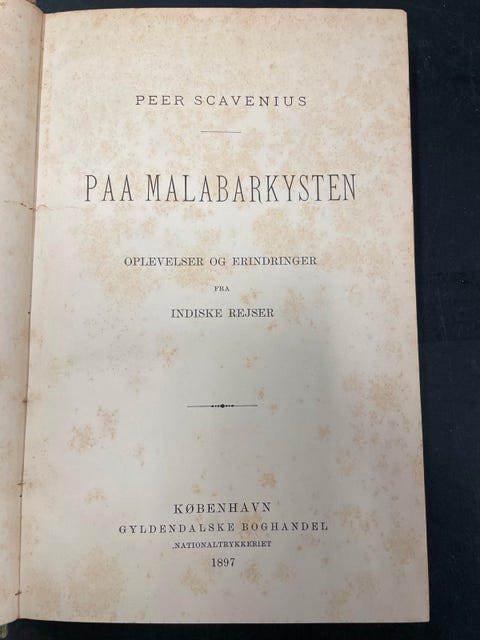 PEER SCAVENIUS
PAA MALABARKYSTEN
OPLEVELSER OG ERINDRINGER
FRA
INDISKE REJSER
KØBENHAVN
GYLDENDALSKE BOGHANDEL
NATIONALTRYKKERIET
1897